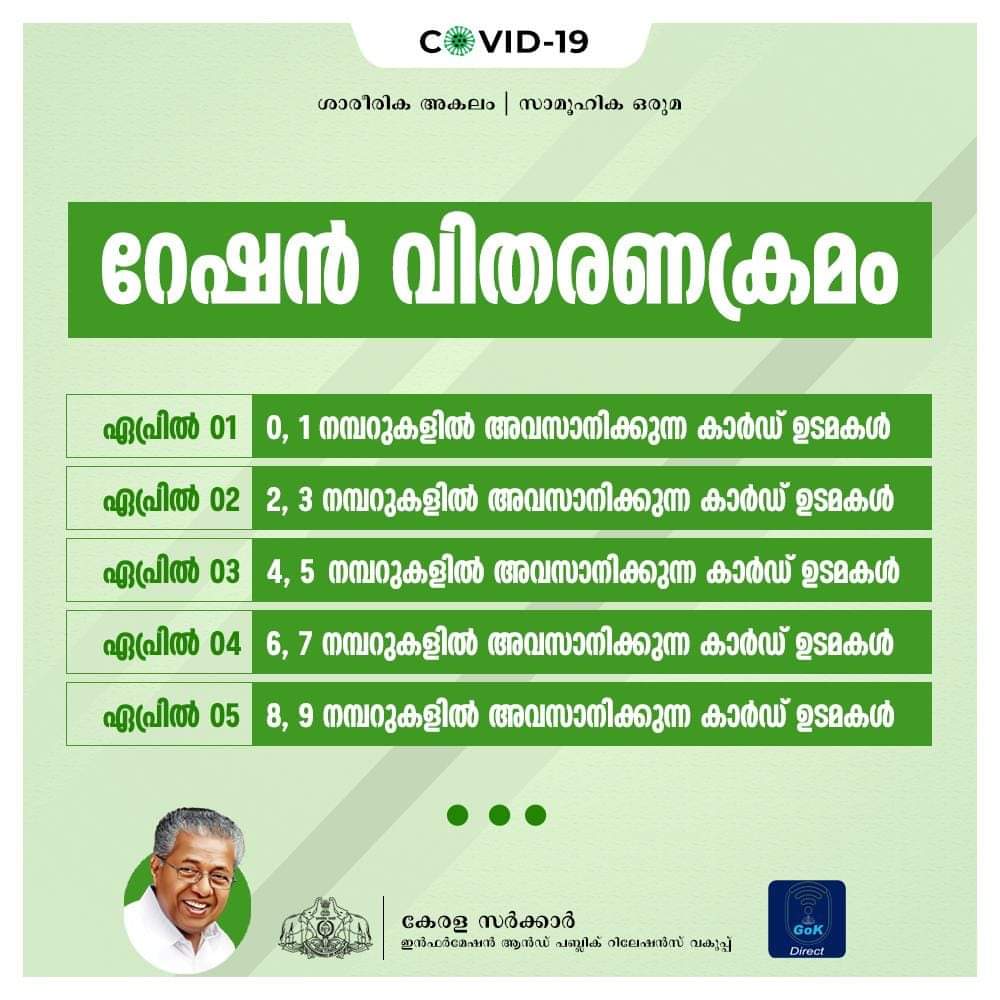 COVID-19
ശാരീരിക അകലം | സാമൂഹിക ഒരുമ
റേഷൻ വിതരണക്രമം
ഏപ്രിൽ 01 0, 1 നമ്പറുകളിൽ അവസാനിക്കുന്ന കാർഡ് ഉടമകൾ
ഏപ്രിൽ 02 2, 3 നമ്പറുകളിൽ അവസാനിക്കുന്ന കാർഡ് ഉടമകൾ
ഏപ്രിൽ 03 4, 5 നമ്പറുകളിൽ അവസാനിക്കുന്ന കാർഡ് ഉടമകൾ
ഏപ്രിൽ 04 6, 7 നമ്പറുകളിൽ അവസാനിക്കുന്ന കാർഡ് ഉടമകൾ
ഏപ്രിൽ 05 8, 9 നമ്പറുകളിൽ അവസാനിക്കുന്ന കാർഡ് ഉടമകൾ
കേരള സർക്കാർ
ഇൻഫർമേഷൻ ആൻഡ് പബ്ലിക് റിലേഷൻസ് വകുപ്പ്
GoK
Direct